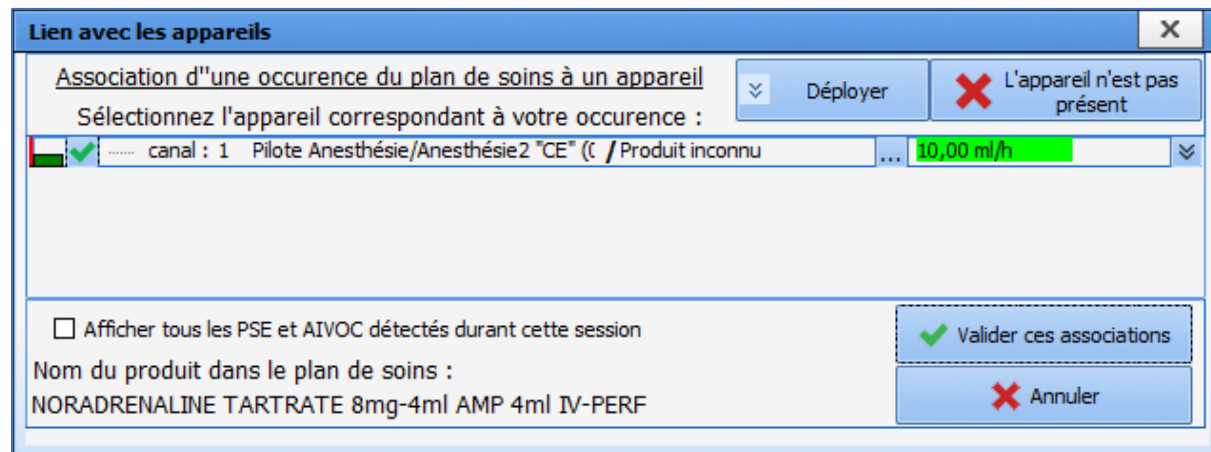 Lien avec les appareils
Association d''une occurence du plan de soins à un appareil
Sélectionnez l'appareil correspondant à votre occurence :
Déployer
L'appareil n'est pas
présent
canal : 1 Pilote Anesthésie/Anesthésie2 "CE" (( / Produit inconnu ... 10,00 ml/h
Afficher tous les PSE et AIVOC détectés durant cette session
Nom du produit dans le plan de soins :
NORADRENALINE TARTRATE 8mg-4ml AMP 4ml IV-PERF
Valider ces associations
Annuler